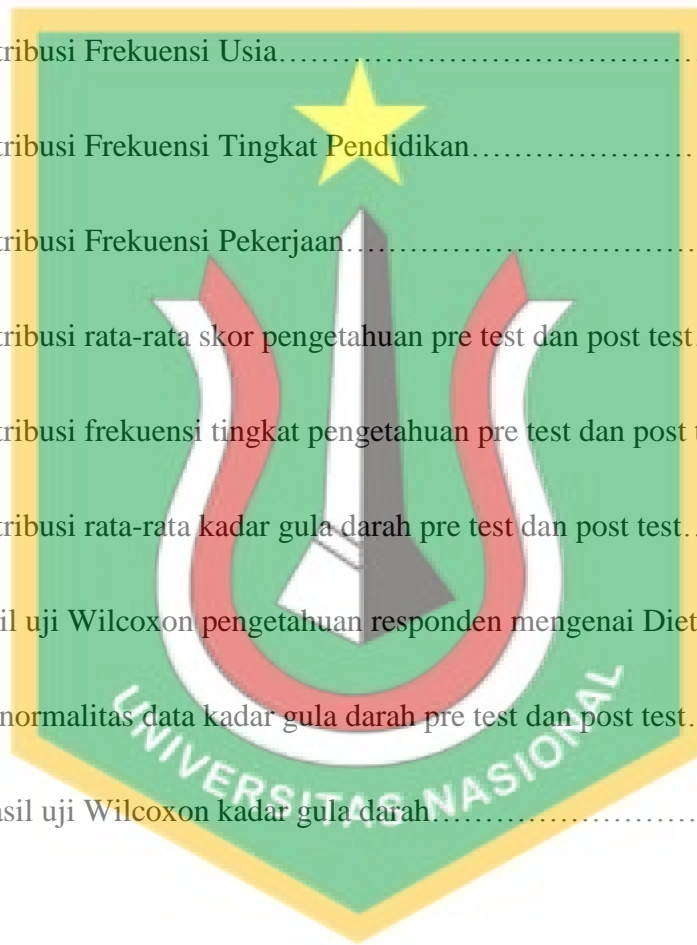 tribusi Frekuensi Usia……………………………………
tribusi Frekuensi Tingkat Pendidikan…………………
tribusi Frekuensi Pekerjaan……………………………
tribusi rata-rata skor pengetahuan pre test dan post test.
tribusi frekuensi tingkat pengetahuan pre test dan post t
tribusi rata-rata kadar gula darah pre test dan post test…
il uji Wilcoxon pengetahuan responden mengenai Diet
normalitas data kadar gula darah pre test dan post test…
asil uji Wilcoxon kadar gula darah………………………
UNIVERSITAS NASIONAL